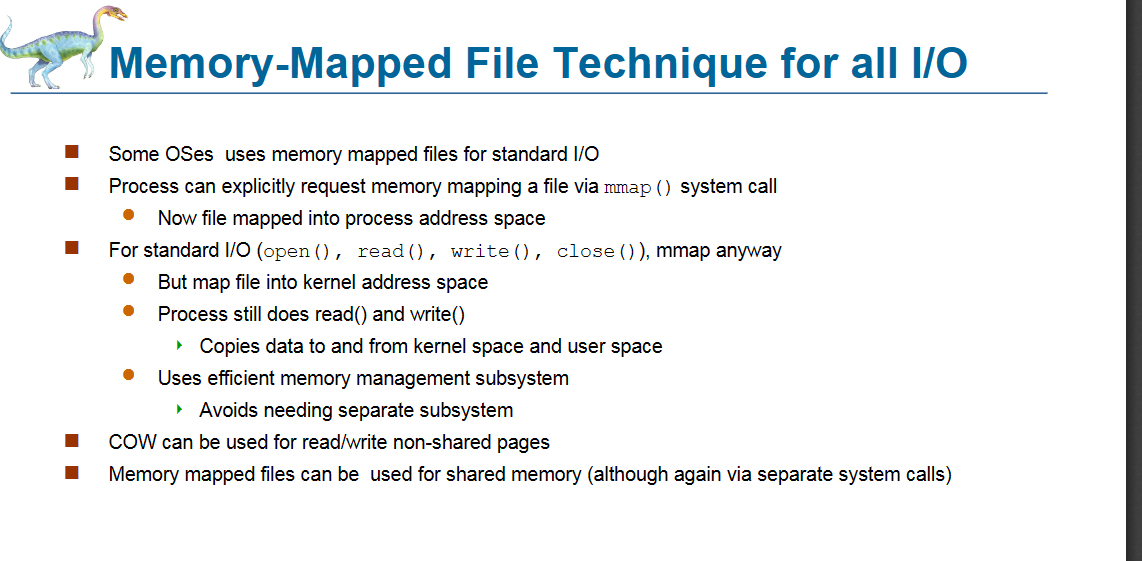 Memory-Mapped File Technique for all I/O
Some OSes  uses memory mapped files for standard I/O
Process can explicitly request memory mapping a file via mmap() system call
Now file mapped into process address space
For standard I/O (open(), read(), write(), close()), mmap anyway
But map file into kernel address space
Process still does read() and write()
Copies data to and from kernel space and user space
Uses efficient memory management subsystem
Avoids needing separate subsystem
COW can be used for read/write non-shared pages
Memory mapped files can be  used for shared memory (although again via separate system calls)